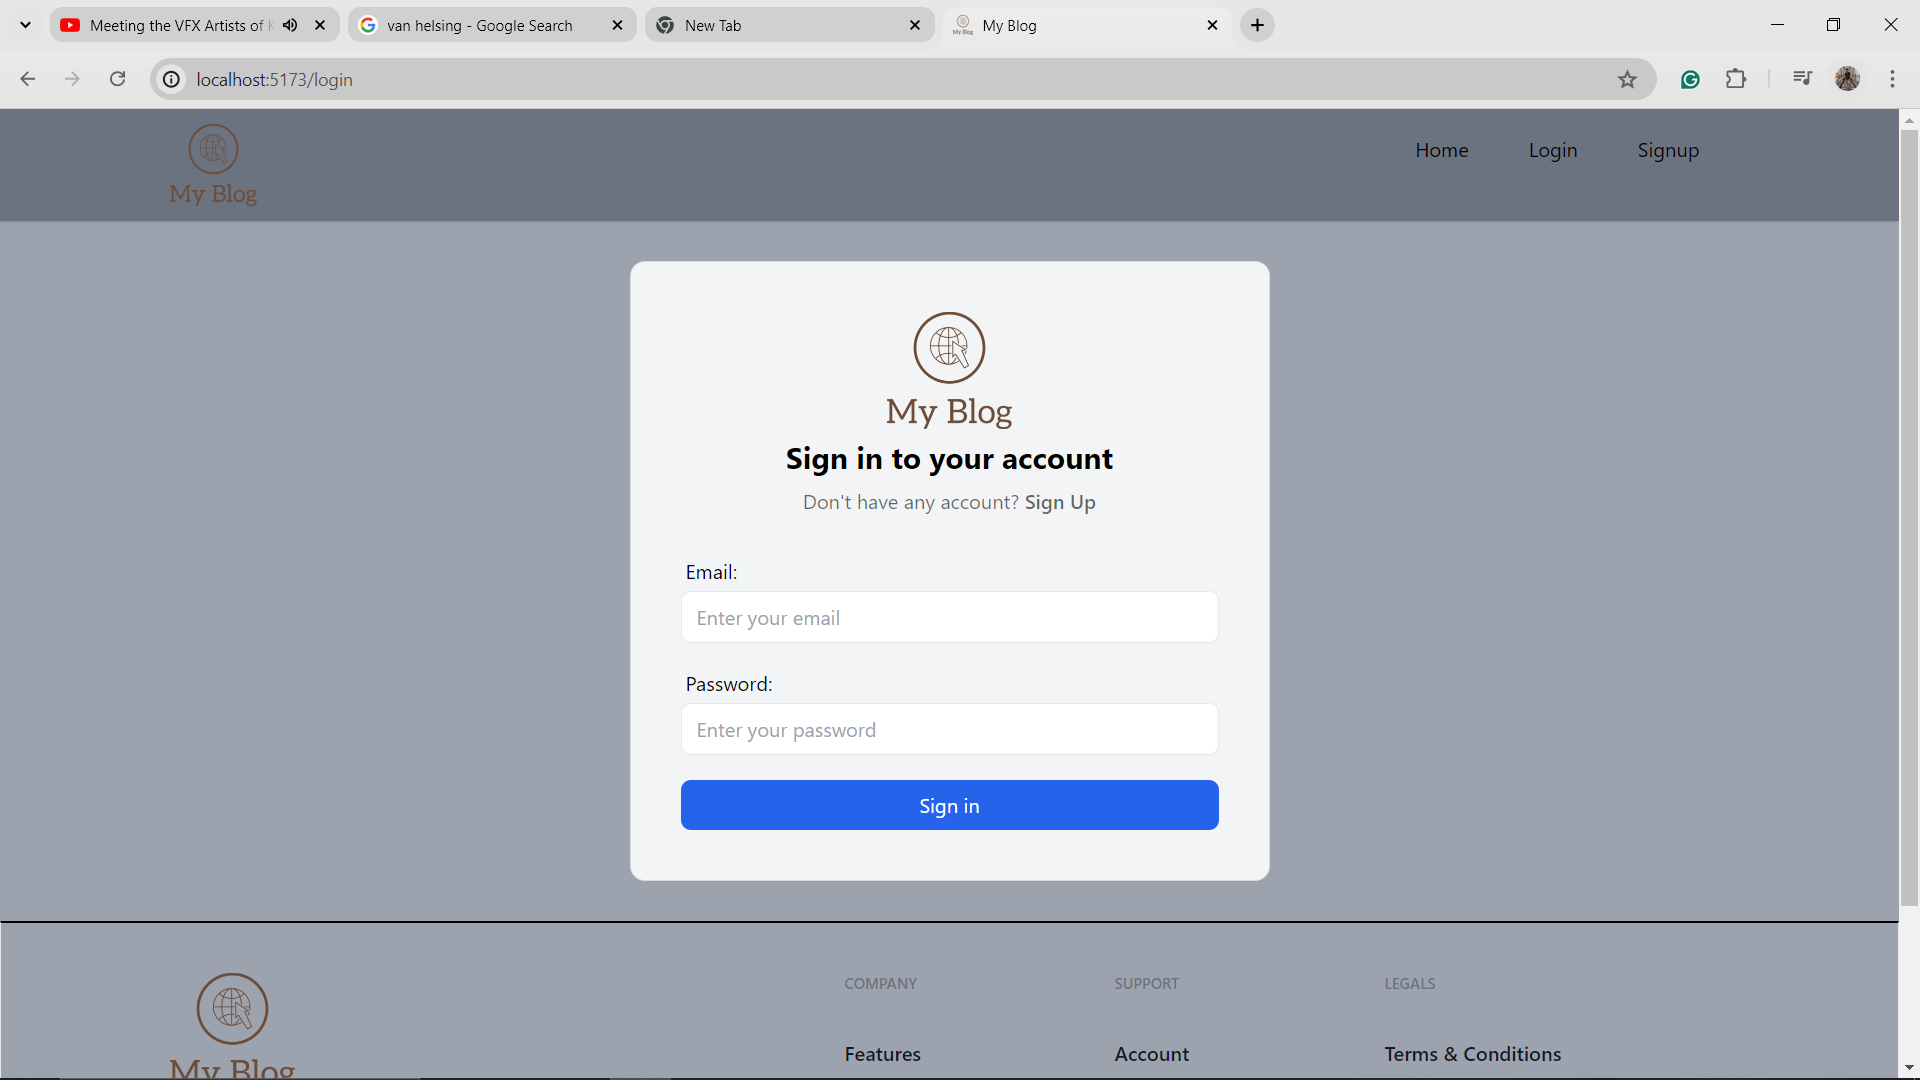 Meeting the VFX Artists of
van helsing - Google Search
New Tab
My Blog
My Blog
localhost:5173/login
My Blog
Home
Login
Signup
My Blog
Sign in to your account
Don't have any account? Sign Up
Email:
Enter your email
Password:
Enter your password
Sign in
My Blog
COMPANY
SUPPORT
LEGALS
Features
Account
Terms & Conditions